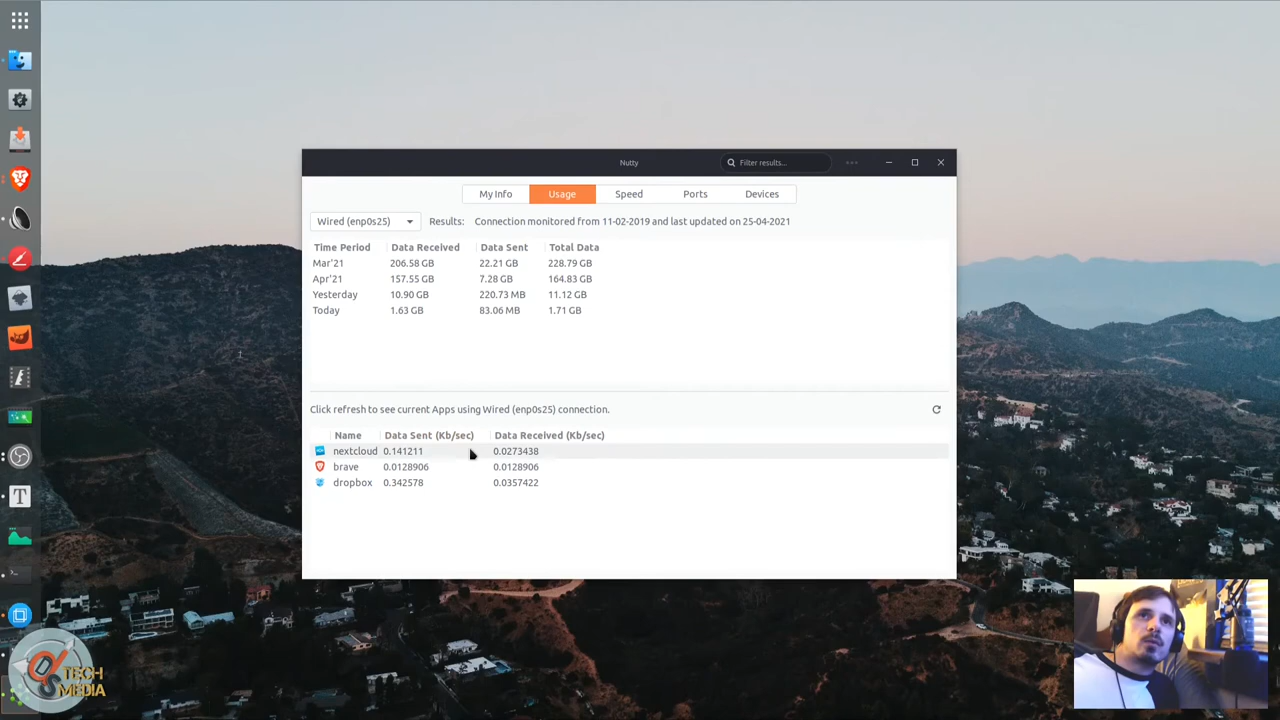 Nutty
Filter results...
My Info Usage Speed Ports Devices
Wired (enp0s25) Results: Connection monitored from 11-02-2019 and last updated on 25-04-2021
Time Period Data Received Data Sent Total Data
Mar'21 206.58 GB 22.21 GB 228.79 GB
Apr'21 157.55 GB 7.28 GB 164.83 GB
Yesterday 10.90 GB 220.73 MB 11.12 GB
Today 1.63 GB 83.06 MB 1.71 GB
Click refresh to see current Apps using Wired (enp0s25) connection.
Name Data Sent (Kb/sec) Data Received (Kb/sec)
nextcloud 0.141211 0.0273438
brave 0.0128906 0.0128906
dropbox 0.342578 0.0357422
T
TECH
MEDIA